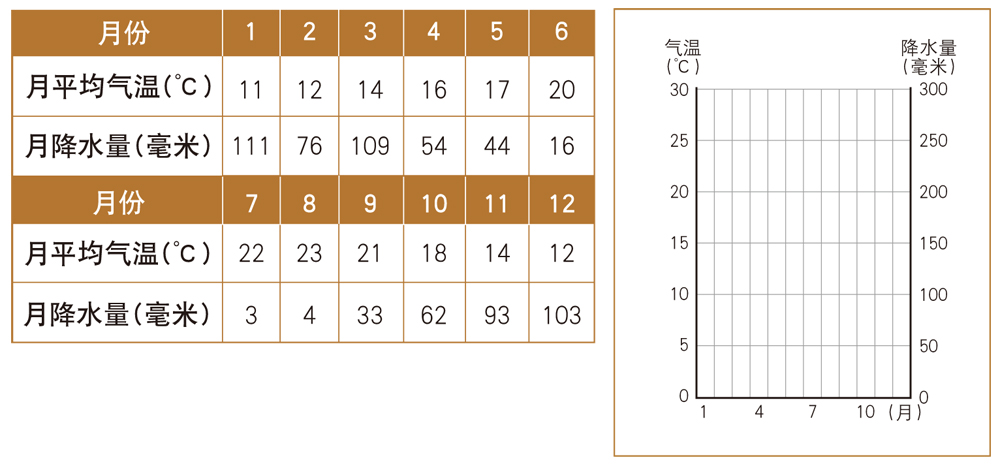 月份 1 2 3 4 5 6
月平均气温(℃) 11 12 14 16 17 20
月降水量(毫米) 111 76 109 54 44 16
月份 7 8 9 10 11 12
月平均气温(℃) 22 23 21 18 14 12
月降水量(毫米) 3 4 33 62 93 103
气温 降水量
(℃) (毫米)
30 300
25 250
20 200
15 150
10 100
5 50
0 0
1 4 7 10 (月)